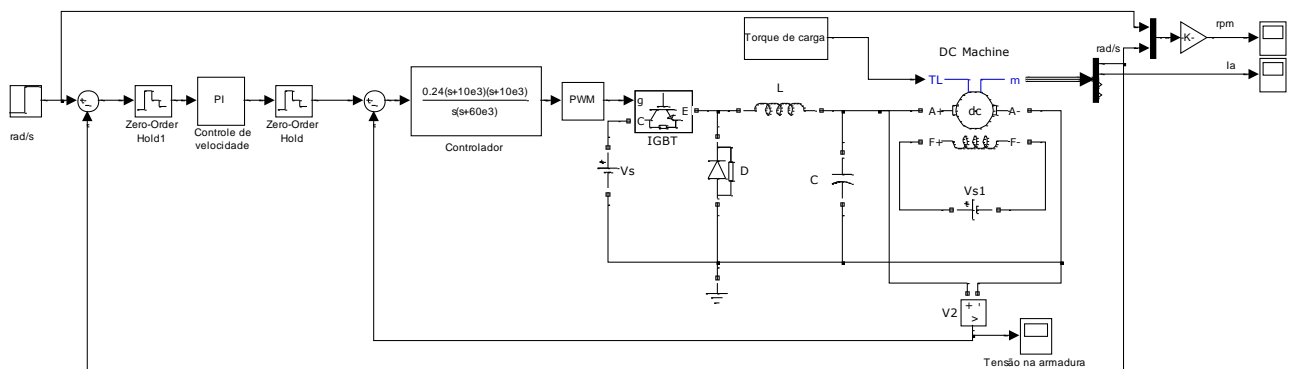 rad/s
Zero-Order
Hold1
PI
Controle de
velocidade
Zero-Order
Hold
0.24(s+10e3)(s+10e3)
s(s+60e3)
Controlador
PWM
g
C
E
IGBT
Vs
D
L
C
Torque de carga
DC Machine
TL
m
A+
dc
A-
F+
F-
Vs1
V2
+
-
>
Tensão na armadura
rad/s
-K-
rpm
Ia